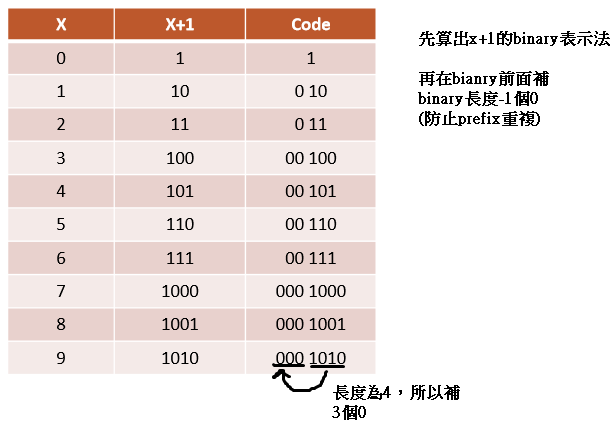 X X+1 Code
0 1 1
1 10 0 10
2 11 0 11
3 100 00 100
4 101 00 101
5 110 00 110
6 111 00 111
7 1000 000 1000
8 1001 000 1001
9 1010 000 1010
先算出x+1的binary表示法
再在bianry前面補
binary長度-1個0
(防止prefix重複)
長度為4，所以補
3個0